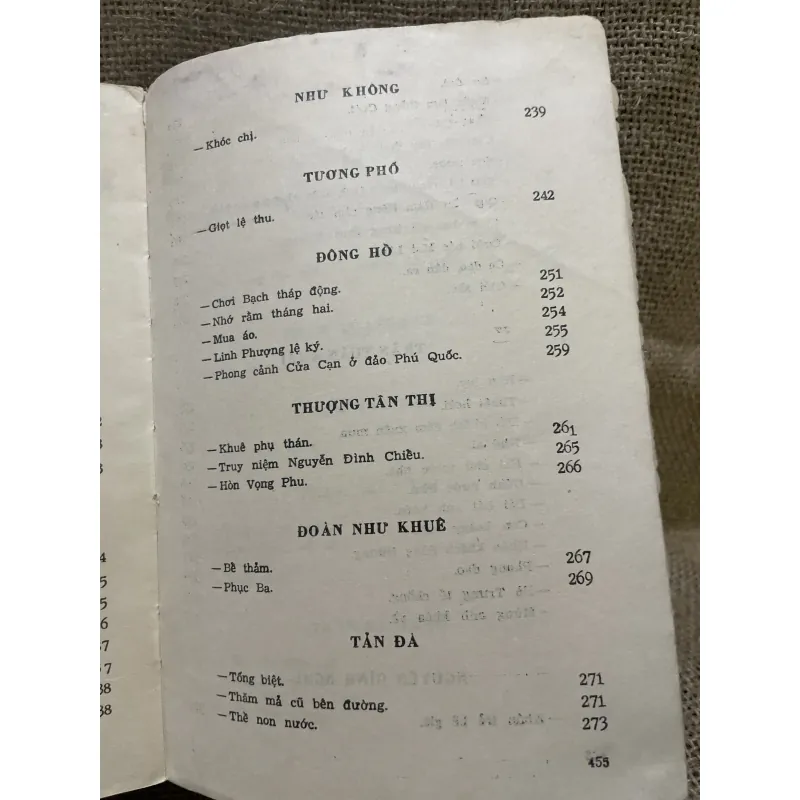 NHƯ KHÔNG
—Khóc chị. 239
TƯƠNG PHỐ
—Giọt lệ thu. 242
ĐÔNG HỒ
—Chơi Bạch tháp động. 251
—Nhớ rằm tháng hai. 252
—Mua áo. 254
—Linh Phượng lệ ký. 255
—Phong cảnh Cửa Cạn ở đảo Phú Quốc. 259
THƯỢNG TÂN THỊ
—Khuê phụ thán. 261
—Truy niệm Nguyễn Đình Chiểu. 265
—Hòn Vọng Phu. 266
ĐOÀN NHƯ KHUÊ
—Bể thảm. 267
—Phục Ba. 269
TẢN ĐÀ
—Tống biệt. 271
—Thăm mả cũ bên đường. 271
—Thề non nước. 273
455